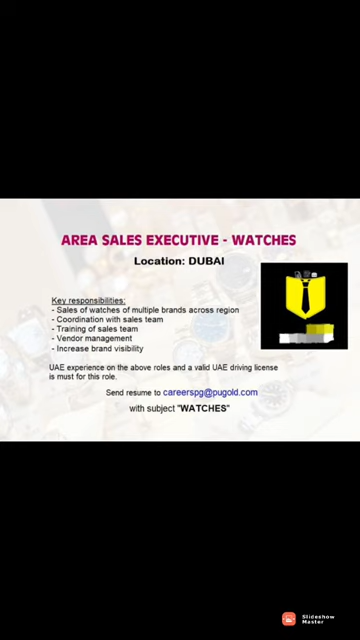 AREA SALES EXECUTIVE - WATCHES
Location: DUBAI
Key responsibilities:
- Sales of watches of multiple brands across region
- Coordination with sales team
- Training of sales team
- Vendor management
- Increase brand visibility
UAE experience on the above roles and a valid UAE driving license
is must for this role.
Send resume to careerspg@pugold.com
with subject "WATCHES"
Slideshow
Master